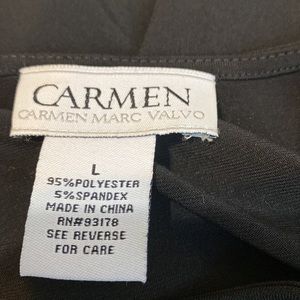 CARMEN
CARMEN MARC VALVO
L
95%POLYESTER
5%SPANDEX
MADE IN CHINA
RN#93178
SEE REVERSE
FOR CARE